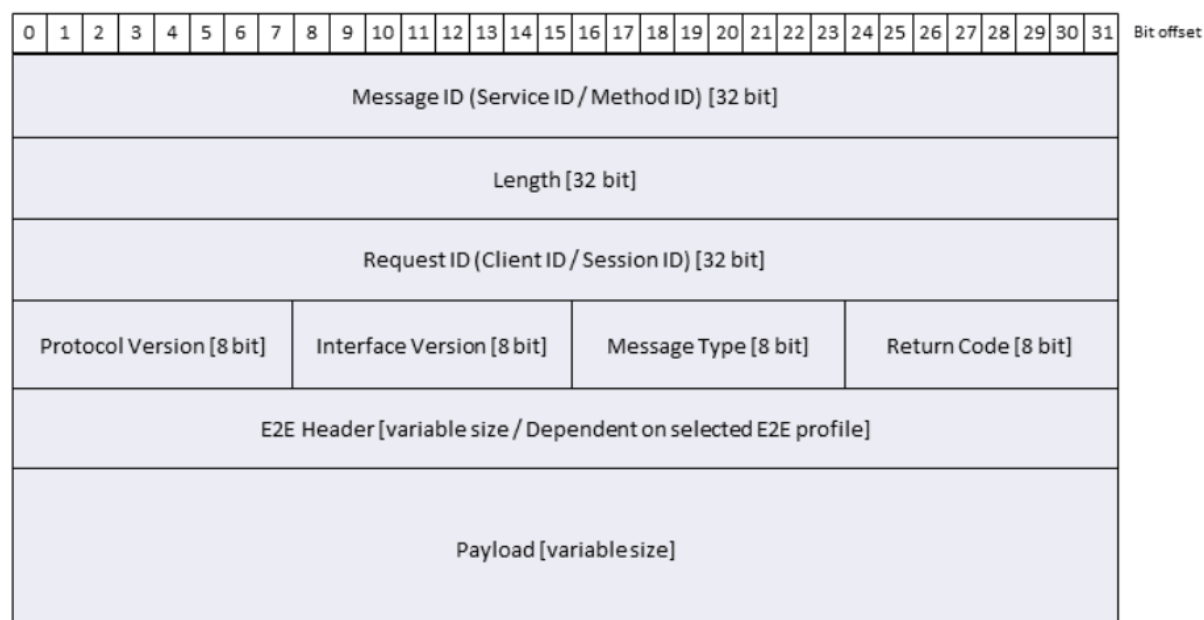 0 1 2 3 4 5 6 7 8 9 10 11 12 13 14 15 16 17 18 19 20 21 22 23 24 25 26 27 28 29 30 31 Bit offset
Message ID (Service ID / Method ID) [32 bit]
Length [32 bit]
Request ID (Client ID / Session ID) [32 bit]
Protocol Version [8 bit] Interface Version [8 bit] Message Type [8 bit] Return Code [8 bit]
E2E Header [variable size / Dependent on selected E2E profile]
Payload [variable size]